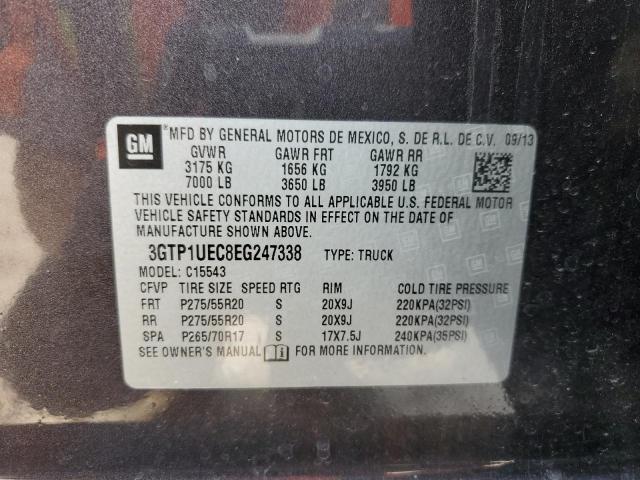 GM
®MFD BY GENERAL MOTORS DE MEXICO, S. DE R.L. DE C.V. 09/13
GVWR GAWR FRT GAWR RR
3175 KG 1656 KG 1792 KG
7000 LB 3650 LB 3950 LB
THIS VEHICLE CONFORMS TO ALL APPLICABLE U.S. FEDERAL MOTOR
VEHICLE SAFETY STANDARDS IN EFFECT ON THE DATE OF
MANUFACTURE SHOWN ABOVE.
3GTP1UEC8EG247338 TYPE: TRUCK
MODEL: C15543
CFVP TIRE SIZE SPEED RTG RIM COLD TIRE PRESSURE
FRT P275/55R20 S 20X9J 220KPA(32PSI)
RR P275/55R20 S 20X9J 220KPA(32PSI)
SPA P265/70R17 S 17X7.5J 240KPA(35PSI)
SEE OWNER'S MANUAL FOR MORE INFORMATION.